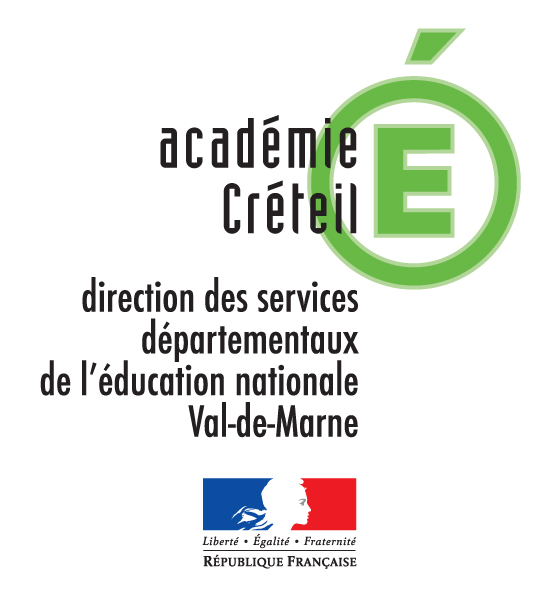 É
académie
Créteil
direction des services
départementaux
de l'éducation nationale
Val-de-Marne
Liberté • Égalité • Fraternité
RÉPUBLIQUE FRANÇAISE